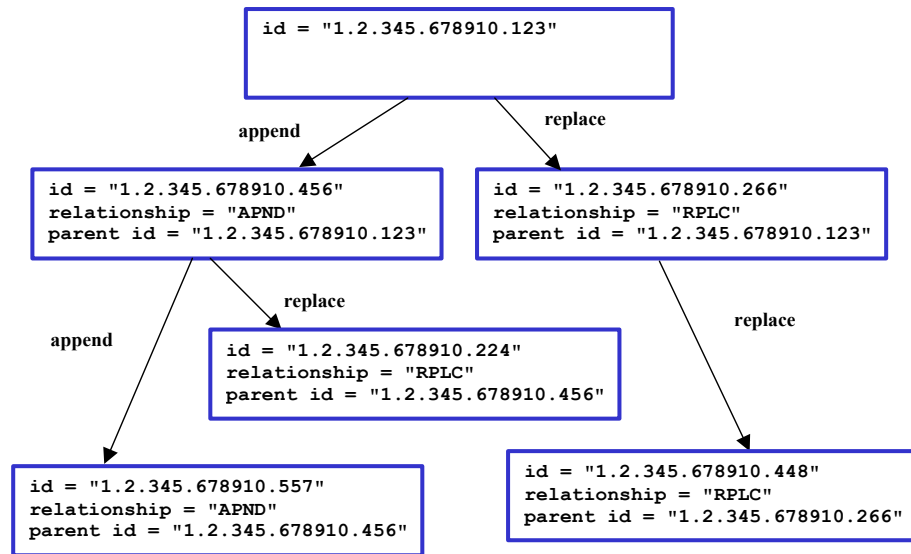 id = "1.2.345.678910.123"
append
replace
id = "1.2.345.678910.456"
relationship = "APND"
parent id = "1.2.345.678910.123"
id = "1.2.345.678910.266"
relationship = "RPLC"
parent id = "1.2.345.678910.123"
append
replace
replace
id = "1.2.345.678910.224"
relationship = "RPLC"
parent id = "1.2.345.678910.456"
id = "1.2.345.678910.557"
relationship = "APND"
parent id = "1.2.345.678910.456"
id = "1.2.345.678910.448"
relationship = "RPLC"
parent id = "1.2.345.678910.266"